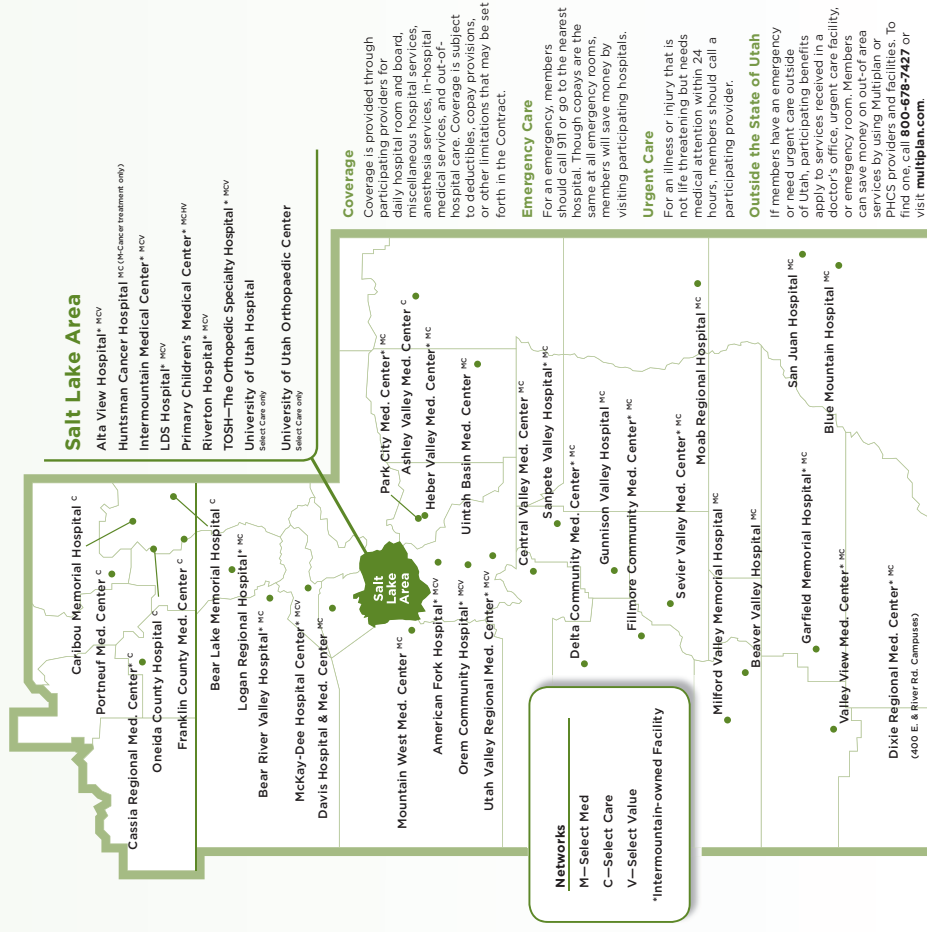 Salt Lake Area
Alta View Hospital* MCV
Huntsman Cancer Hospital MC (M-Cancer treatment only)
Intermountain Medical Center* MCV
LDS Hospital* MCV
Primary Children's Medical Center* MCHV
Riverton Hospital* MCV
TOSH—The Orthopedic Specialty Hospital * MCV
University of Utah Hospital
Select Care only
University of Utah Orthopaedic Center
Select Care only
Caribou Memorial Hospital C
Portneuf Med. Center C
Cassia Regional Med. Center* C
Oneida County Hospital C
Franklin County Med. Center C
Bear Lake Memorial Hospital C
Logan Regional Hospital* MC
Bear River Valley Hospital* MC
McKay-Dee Hospital Center* MCV
Davis Hospital & Med. Center MC
Salt
Lake
Area
Park City Med. Center* MC
Ashley Valley Med. Center C
Heber Valley Med. Center* MC
Uintah Basin Med. Center MC
Mountain West Med. Center MC
American Fork Hospital* MCV
Orem Community Hospital* MCV
Utah Valley Regional Med. Center* MCV
Central Valley Med. Center MC
Sanpete Valley Hospital* MC
Delta Community Med. Center* MC
Gunnison Valley Hospital MC
Fillmore Community Med. Center* MC
Sevier Valley Med. Center* MC
Moab Regional Hospital MC
Milford Valley Memorial Hospital MC
Beaver Valley Hospital MC
San Juan Hospital MC
Blue Mountain Hospital MC
Garfield Memorial Hospital* MC
Valley View Med. Center* MC
Dixie Regional Med. Center* MC
(400 E. & River Rd. Campuses)
Networks
M—Select Med
C—Select Care
V—Select Value
*Intermountain-owned Facility
Coverage
Coverage is provided through
participating providers for
daily hospital room and board,
miscellaneous hospital services,
anesthesia services, in-hospital
medical services, and out-of-
hospital care. Coverage is subject
to deductibles, copay provisions,
or other limitations that may be set
forth in the Contract.
Emergency Care
For an emergency, members
should call 911 or go to the nearest
hospital. Though copays are the
same at all emergency rooms,
members will save money by
visiting participating hospitals.
Urgent Care
For an illness or injury that is
not life threatening but needs
medical attention within 24
hours, members should call a
participating provider.
Outside the State of Utah
If members have an emergency
or need urgent care outside
of Utah, participating benefits
apply to services received in a
doctor's office, urgent care facility,
or emergency room. Members
can save money on out-of area
services by using Multiplan or
PHCS providers and facilities. To
find one, call 800-678-7427 or
visit multiplan.com.